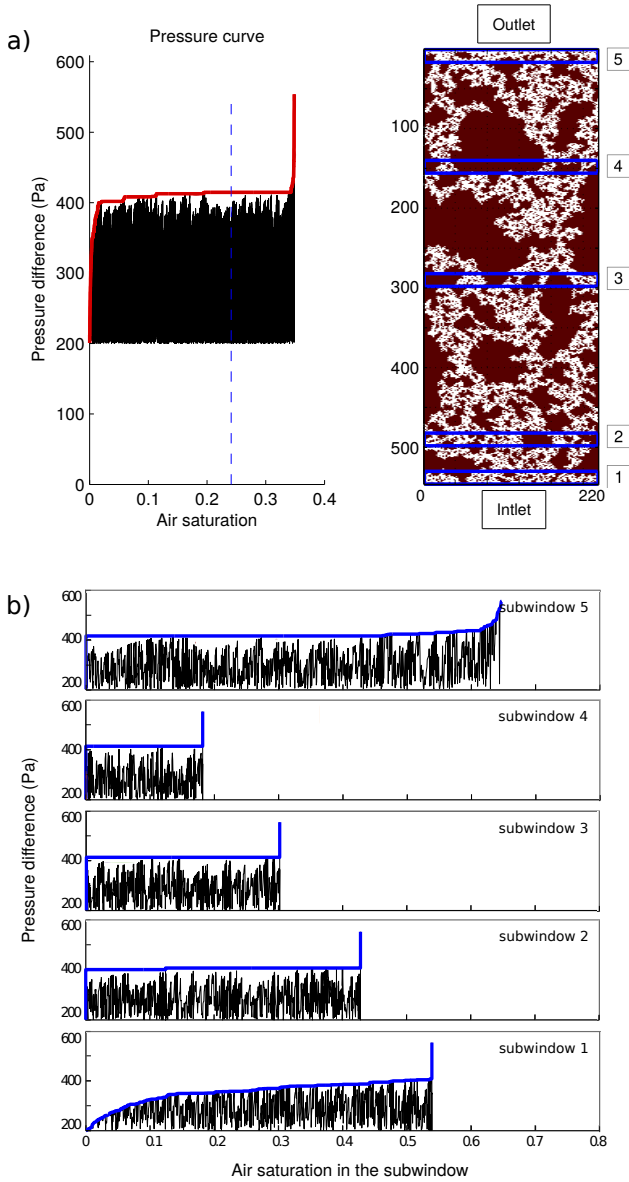 a)
Pressure curve
600
500
400
300
200
100
0
Pressure difference (Pa)
0 0.1 0.2 0.3 0.4
Air saturation
Outlet
100
200
300
400
500
0 220
5
4
3
2
1
Intlet
b)
Pressure difference (Pa)
600
400
200
subwindow 5
600
400
200
subwindow 4
600
400
200
subwindow 3
600
400
200
subwindow 2
600
400
200
subwindow 1
0 0.1 0.2 0.3 0.4 0.5 0.6 0.7 0.8
Air saturation in the subwindow